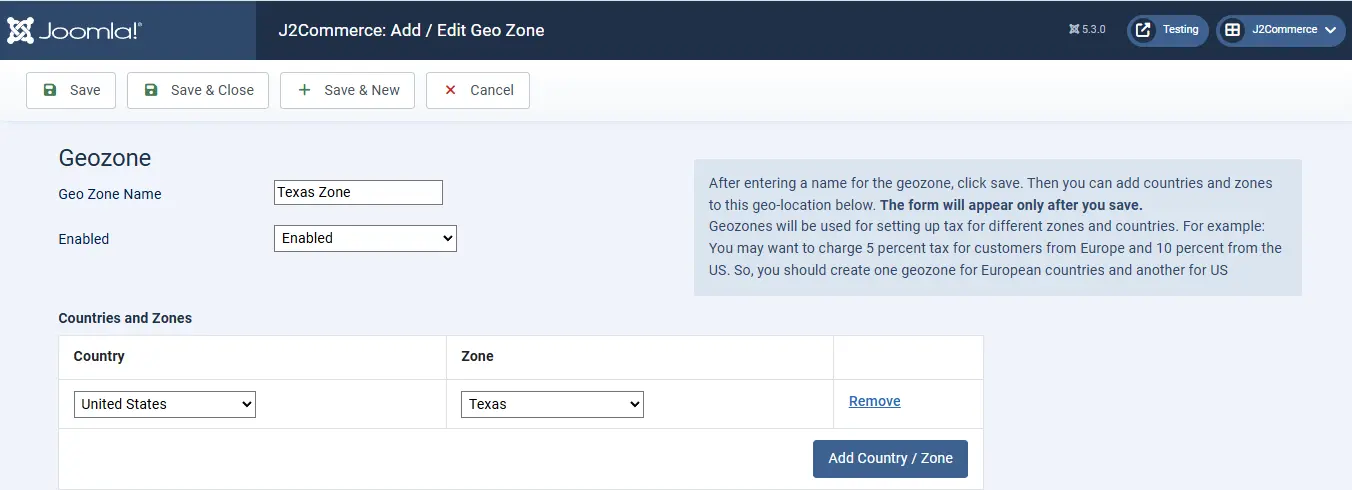 Joomla!® J2Commerce: Add / Edit Geo Zone 5.3.0 Testing J2Commerce
Save Save & Close Save & New Cancel
Geozone
Geo Zone Name Texas Zone
Enabled Enabled
After entering a name for the geozone, click save. Then you can add countries and zones
to this geo-location below. The form will appear only after you save.
Geozones will be used for setting up tax for different zones and countries. For example:
You may want to charge 5 percent tax for customers from Europe and 10 percent from the
US. So, you should create one geozone for European countries and another for US
Countries and Zones
Country Zone
United States Texas Remove
Add Country / Zone